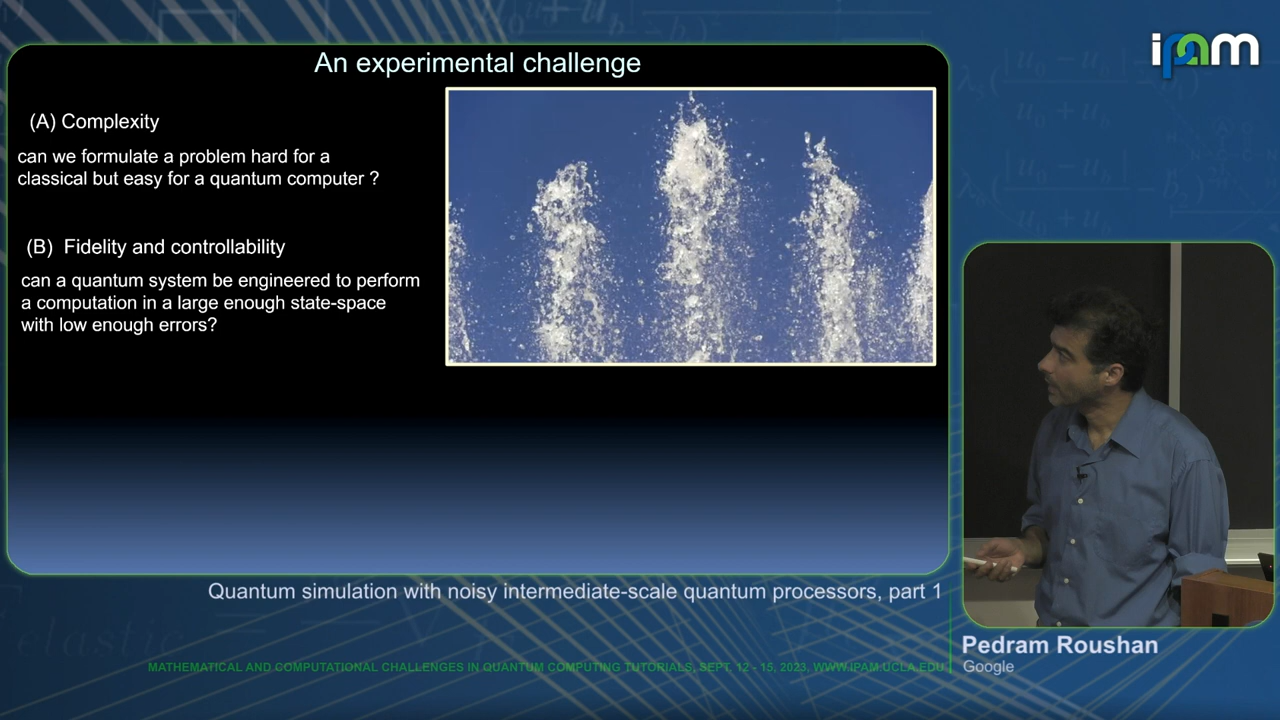 ipam
An experimental challenge
(A) Complexity
can we formulate a problem hard for a
classical but easy for a quantum computer ?
(B) Fidelity and controllability
can a quantum system be engineered to perform
a computation in a large enough state-space
with low enough errors?
Quantum simulation with noisy intermediate-scale quantum processors, part 1
Pedram Roushan
Google
MATHEMATICAL AND COMPUTATIONAL CHALLENGES IN QUANTUM COMPUTING TUTORIALS, SEPT. 12 - 15, 2023, WWW.IPAM.UCLA.EDU